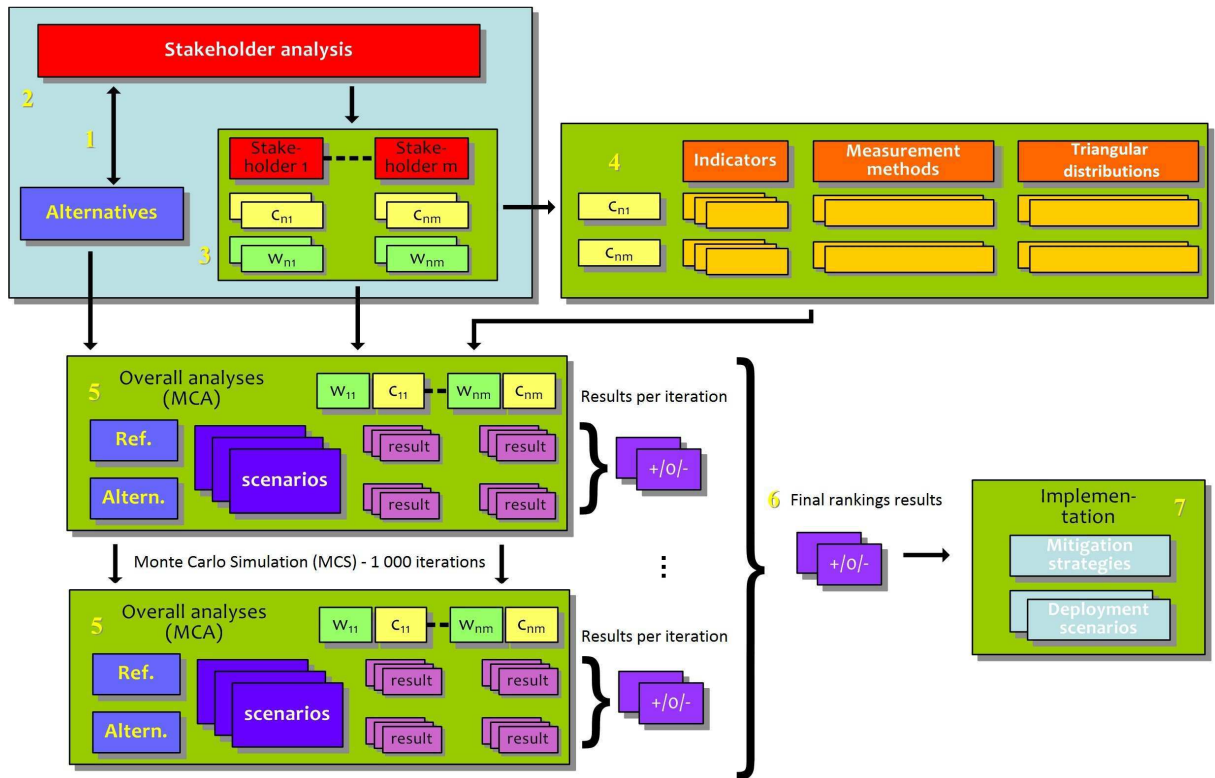 Stakeholder analysis
2
1
Alternatives
Stake-
holder 1
Stake-
holder m
Cn1
Cnm
3
Wn1
Wnm
4
Indicators
Measurement
methods
Triangular
distributions
Cn1
Cnm
5
Overall analyses
(MCA)
W11
C11
Wnm
Cnm
Results per iteration
Ref.
Altern.
scenarios
result
result
result
result
+/0/-
Monte Carlo Simulation (MCS) - 1 000 iterations
...
5
Overall analyses
(MCA)
W11
C11
Wnm
Cnm
Results per iteration
Ref.
Altern.
scenarios
result
result
result
result
+/0/-
6
Final rankings results
+/0/-
Implemen-
tation
7
Mitigation
strategies
Deployment
scenarios